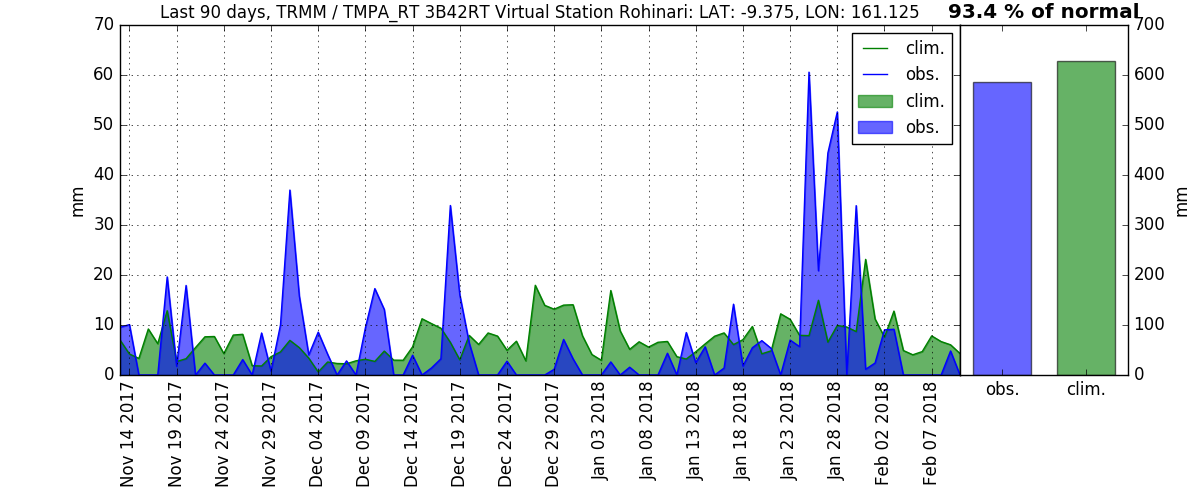 Last 90 days, TRMM / TMPA_RT 3B42RT Virtual Station Rohinari: LAT: -9.375, LON: 161.125
93.4 % of normal
70
60
50
40
30
20
10
0
mm
clim.
obs.
clim.
obs.
700
600
500
400
300
200
100
0
mm
Nov 14 2017
Nov 19 2017
Nov 24 2017
Nov 29 2017
Dec 04 2017
Dec 09 2017
Dec 14 2017
Dec 19 2017
Dec 24 2017
Dec 29 2017
Jan 03 2018
Jan 08 2018
Jan 13 2018
Jan 18 2018
Jan 23 2018
Jan 28 2018
Feb 02 2018
Feb 07 2018
obs.
clim.